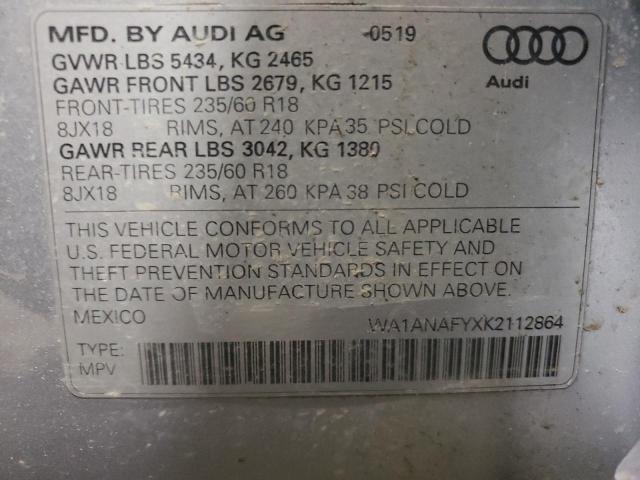 MFD. BY AUDI AG 0519
GVWR LBS 5434, KG 2465
GAWR FRONT LBS 2679, KG 1215
FRONT-TIRES 235/60 R18
8JX18 RIMS, AT 240 KPA 35 PSI COLD
GAWR REAR LBS 3042, KG 1380
REAR-TIRES 235/60 R18
8JX18 RIMS, AT 260 KPA 38 PSI COLD
Audi
THIS VEHICLE CONFORMS TO ALL APPLICABLE
U.S. FEDERAL MOTOR VEHICLE SAFETY AND
THEFT PREVENTION STANDARDS IN EFFECT ON
THE DATE OF MANUFACTURE SHOWN ABOVE.
MEXICO WA1ANAFYXK2112864
TYPE:
MPV